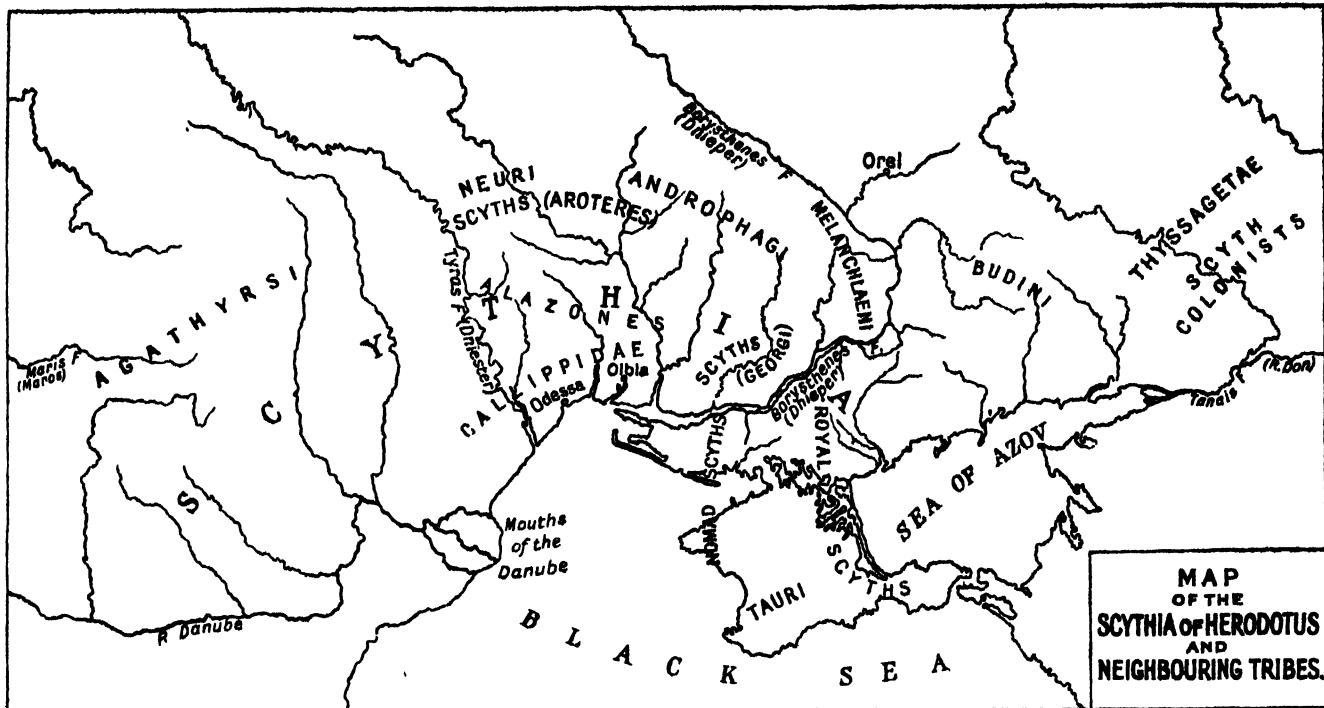 Borysthenes F
(Dnieper)
Orel
NEURI
SCYTHS (AROTERES)
ANDROPHAGI
MELANCHLAENI
BUDINI
THYSSAGETAE
SCYTH
COLONISTS
AGATHYRSI
Maris F
(Maros)
Tyras F (Dniester)
ALAZONES
CALLIPPIDAE
Odessa
Olbia
SCYTHS
(GEORGI)
Borysthenes F.
(Dnieper)
Tanais F
(R. Don)
SCYTHIA
NOMAD SCYTHS
ROYAL SCYTHS
TAURI
SEA OF AZOV
Mouths
of the
Danube
R Danube
BLACK SEA
MAP
OF THE
SCYTHIA OF HERODOTUS
AND
NEIGHBOURING TRIBES.